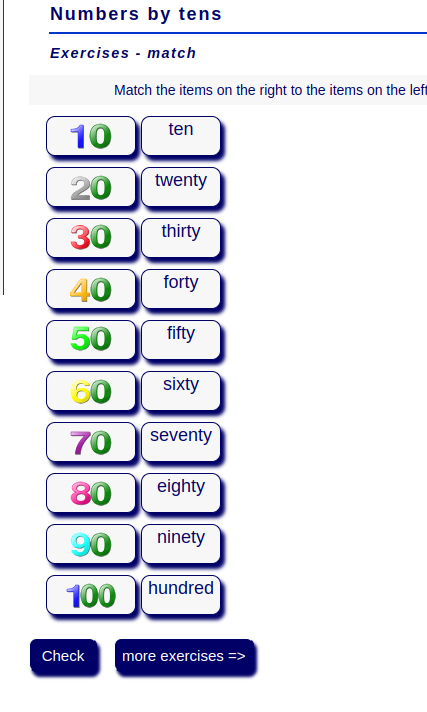 Numbers by tens
Exercises - match
Match the items on the right to the items on the left
10 ten
20 twenty
30 thirty
40 forty
50 fifty
60 sixty
70 seventy
80 eighty
90 ninety
100 hundred
Check more exercises =>